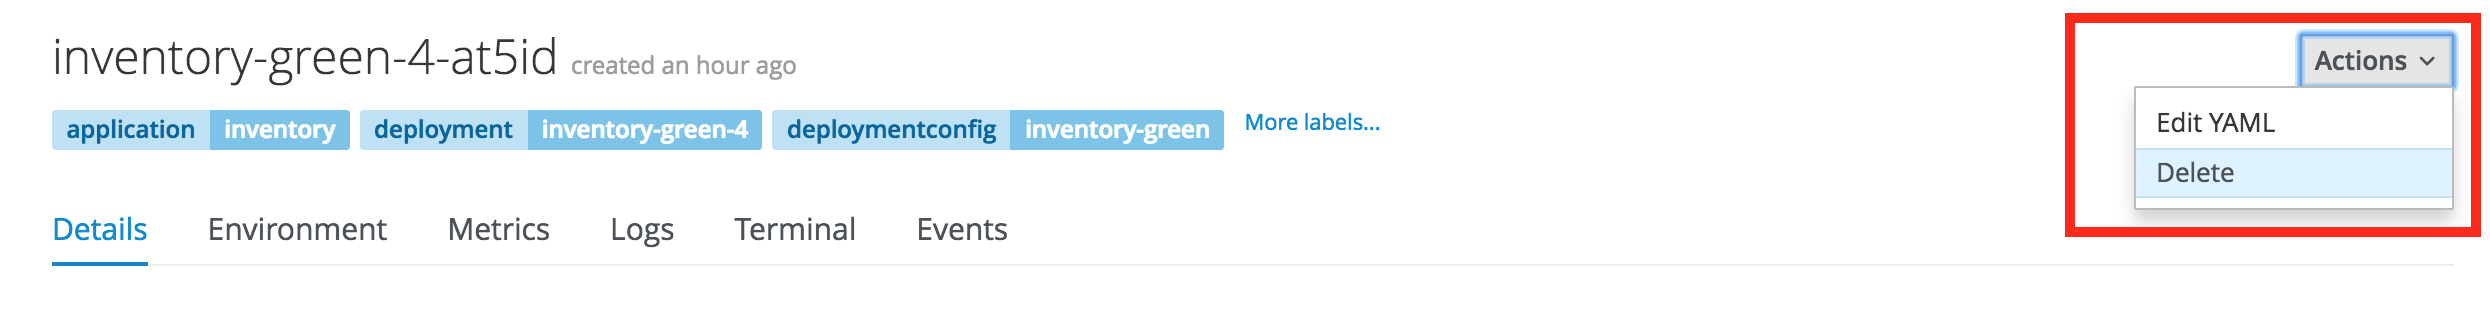 inventory-green-4-at5id created an hour ago
Actions
Edit YAML
Delete
application inventory deployment inventory-green-4 deploymentconfig inventory-green More labels...
Details Environment Metrics Logs Terminal Events